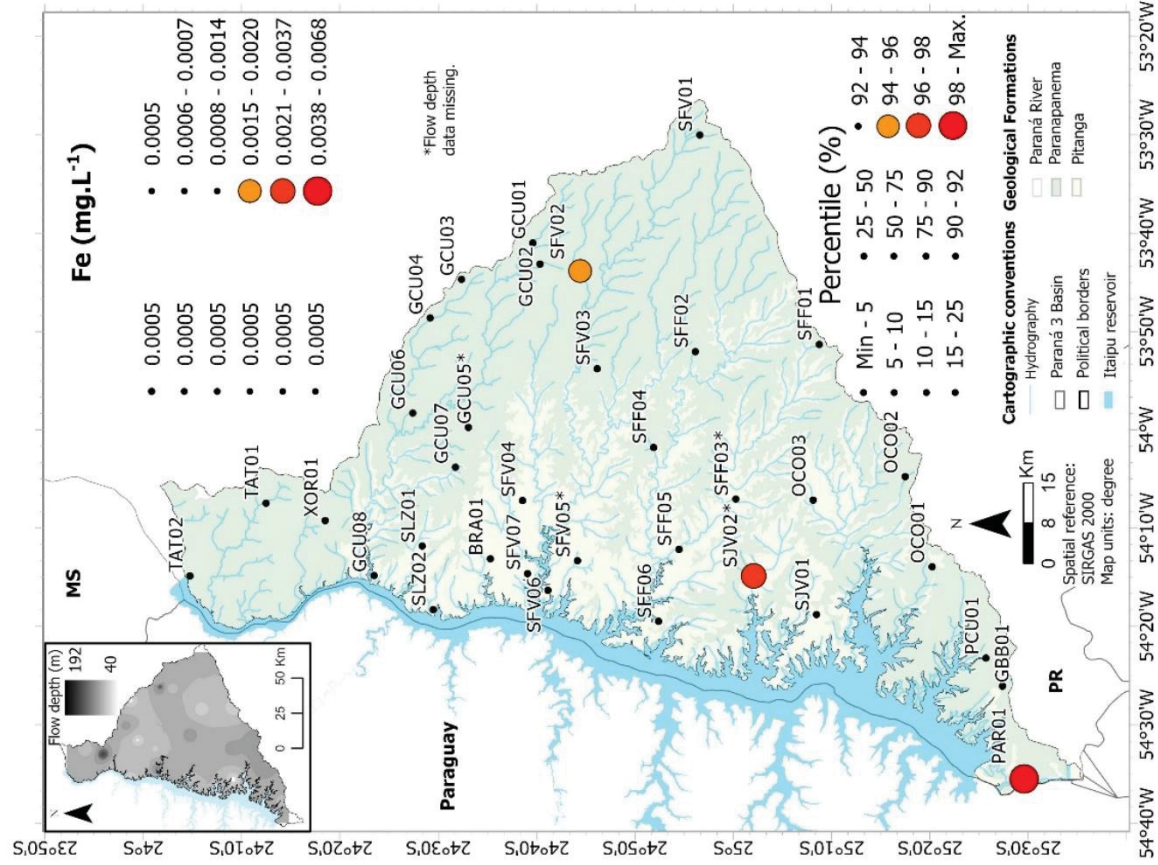 Fe (mg.L⁻¹)
0.0005
0.0005
0.0005
0.0005
0.0005
0.0005
0.0006 - 0.0007
0.0008 - 0.0014
0.0015 - 0.0020
0.0021 - 0.0037
0.0038 - 0.0068
*Flow depth
data missing.
Flow depth (m)
192
40
N
0 25 50 Km
MS
Paraguay
PR
TAT02
TAT01
XOR01
GCU08
SLZ01
SLZ02
GCU06
GCU04
GCU03
GCU07
GCU05*
GCU01
GCU02
SFV02
BRA01
SFV04
SFV07
SFV06
SFV05*
SFV03
SFV01
SFF02
SFF04
SFF05
SFF06
SFF03*
SJV02*
SJV01
OCO03
SFF01
OCO02
OCO01
PCU01
GBB01
PAR01
Percentile (%)
Min - 5
5 - 10
10 - 15
15 - 25
25 - 50
50 - 75
75 - 90
90 - 92
92 - 94
94 - 96
96 - 98
98 - Max.
N
0 8 15 Km
Spatial reference:
SIRGAS 2000
Map units: degree
Cartographic conventions
Hydrography
Paraná 3 Basin
Political borders
Itaipu reservoir
Geological Formations
Paraná River
Paranapanema
Pitanga
23°50'S
24°S
24°10'S
24°20'S
24°30'S
24°40'S
24°50'S
25°S
25°10'S
25°20'S
25°30'S
54°40'W
54°30'W
54°20'W
54°10'W
54°W
53°50'W
53°40'W
53°30'W
53°20'W